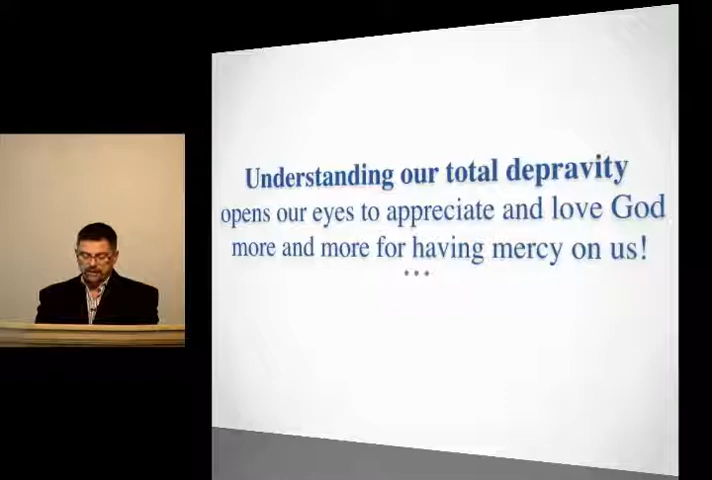 Understanding our total depravity
opens our eyes to appreciate and love God
more and more for having mercy on us!
...